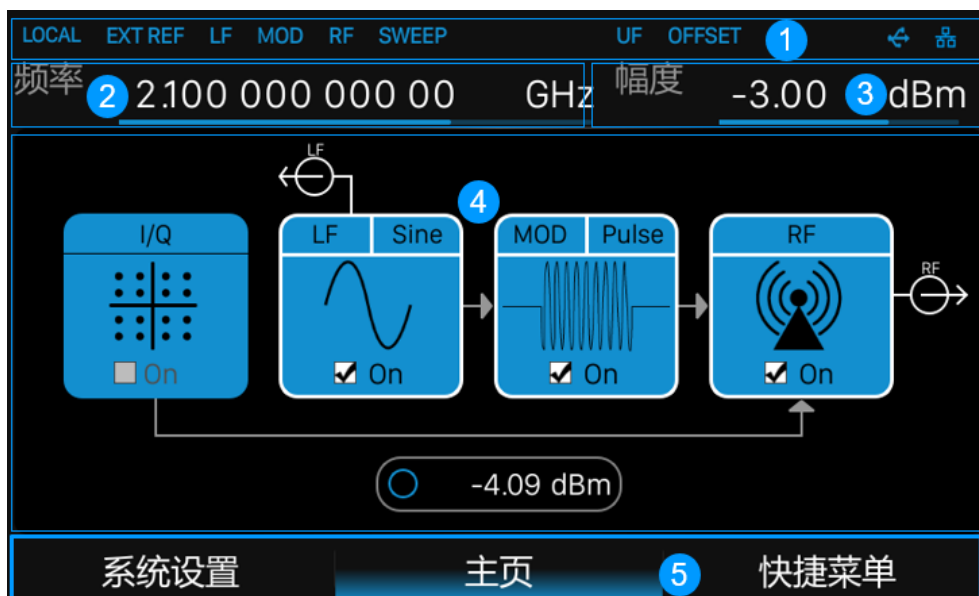 LOCAL EXT REF LF MOD RF SWEEP UF OFFSET 1
频率 2 2.100 000 000 00 GHz 幅度 -3.00 3 dBm
LF
4
I/Q LF Sine MOD Pulse RF
RF
On On On On
-4.09 dBm
系统设置 主页 5 快捷菜单